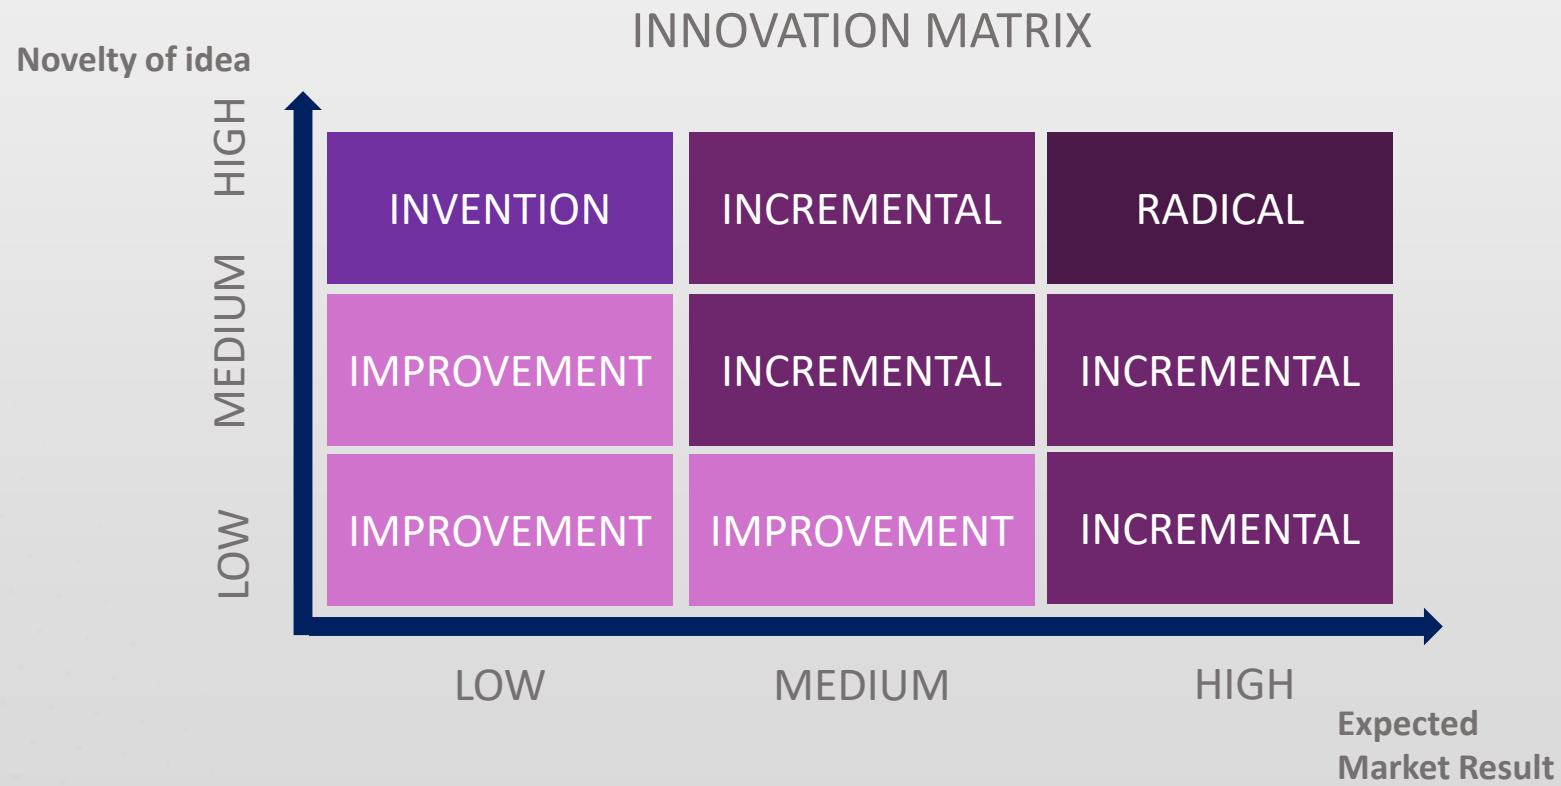 INNOVATION MATRIX
Novelty of idea
HIGH
INVENTION
INCREMENTAL
RADICAL
MEDIUM
IMPROVEMENT
INCREMENTAL
INCREMENTAL
LOW
IMPROVEMENT
IMPROVEMENT
INCREMENTAL
LOW
MEDIUM
HIGH
Expected
Market Result